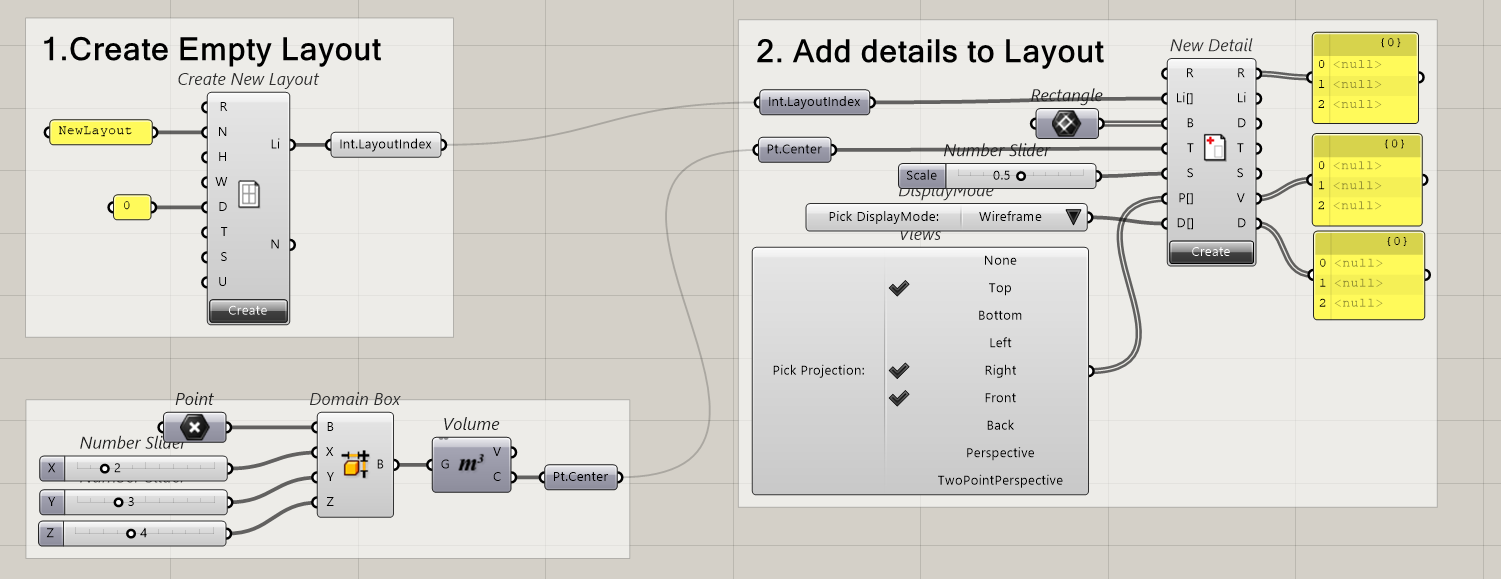 1.Create Empty Layout
Create New Layout
R
NewLayout
N
H
Li
Int.LayoutIndex
W
0
D
T
S
N
U
Create
Point
Domain Box
B
Volume
Number Slider
X
2
X
G
m³
V
Y
B
C
Pt.Center
Number Slider
Y
3
Z
Z
4
2. Add details to Layout
New Detail
Int.LayoutIndex
Rectangle
Pt.Center
Number Slider
Scale
0.5
DisplayMode
Pick DisplayMode:
Wireframe
Views
Pick Projection:
None
Top
Bottom
Left
Right
Front
Back
Perspective
TwoPointPerspective
R R
Li[] Li
B D
T T
S S
P[] V
D[] D
Create
{0}
0 <null>
1 <null>
2 <null>
{0}
0 <null>
1 <null>
2 <null>
{0}
0 <null>
1 <null>
2 <null>